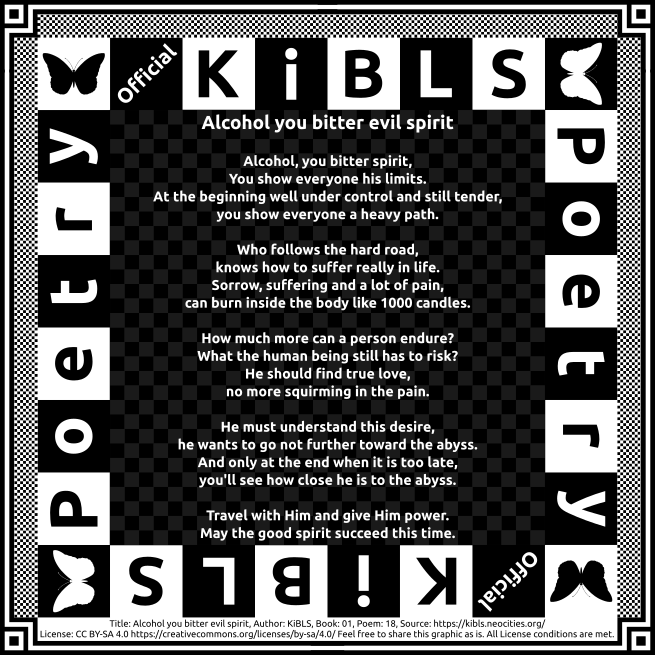 Official KiBLS
Poetry
Poetry
Alcohol you bitter evil spirit
Alcohol, you bitter spirit,
You show everyone his limits.
At the beginning well under control and still tender,
you show everyone a heavy path.
Who follows the hard road,
knows how to suffer really in life.
Sorrow, suffering and a lot of pain,
can burn inside the body like 1000 candles.
How much more can a person endure?
What the human being still has to risk?
He should find true love,
no more squirming in the pain.
He must understand this desire,
he wants to go not further toward the abyss.
And only at the end when it is too late,
you'll see how close he is to the abyss.
Travel with Him and give Him power.
May the good spirit succeed this time.
Official KiBLS
Title: Alcohol you bitter evil spirit, Author: KiBLS, Book: 01, Poem: 18, Source: https://kibls.neocities.org/
License: CC BY-SA 4.0 https://creativecommons.org/licenses/by-sa/4.0/ Feel free to share this graphic as is. All License conditions are met.